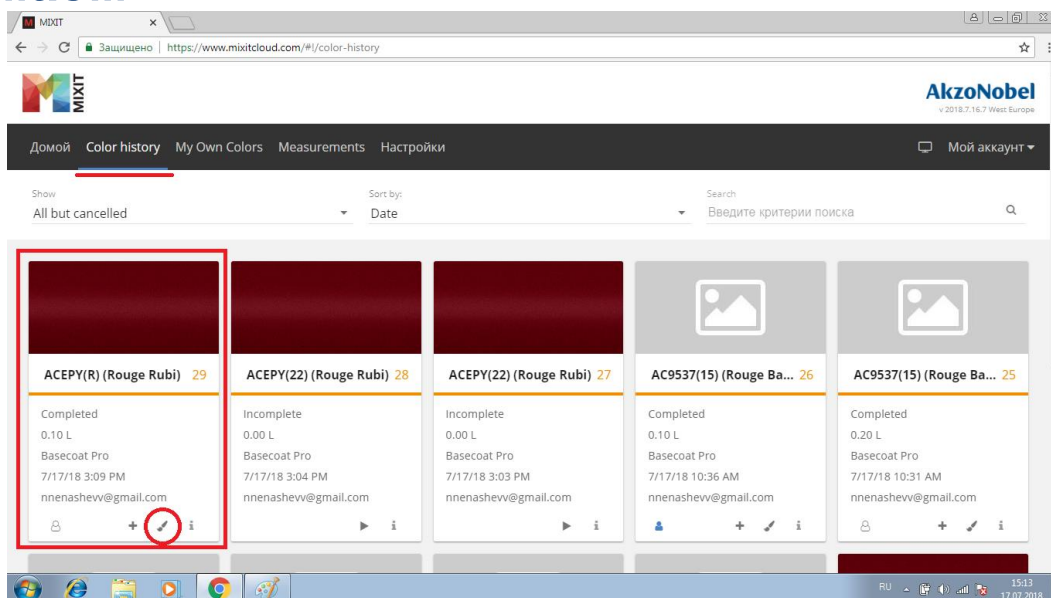 MIXIT
Защищено | https://www.mixitcloud.com/#!/color-history
MIXIT
AkzoNobel
v 2018.7.16.7 West Europe
Домой Color history My Own Colors Measurements Настройки Мой аккаунт
Show Sort by: Search
All but cancelled Date Введите критерии поиска
ACEPY(R) (Rouge Rubi) 29 ACEPY(22) (Rouge Rubi) 28 ACEPY(22) (Rouge Rubi) 27 AC9537(15) (Rouge Ba... 26 AC9537(15) (Rouge Ba... 25
Completed Incomplete Incomplete Completed Completed
0.10 L 0.00 L 0.00 L 0.10 L 0.20 L
Basecoat Pro Basecoat Pro Basecoat Pro Basecoat Pro Basecoat Pro
7/17/18 3:09 PM 7/17/18 3:04 PM 7/17/18 3:03 PM 7/17/18 10:36 AM 7/17/18 10:31 AM
nnenashevv@gmail.com nnenashevv@gmail.com nnenashevv@gmail.com nnenashevv@gmail.com nnenashevv@gmail.com
RU 15:13
17.07.2018